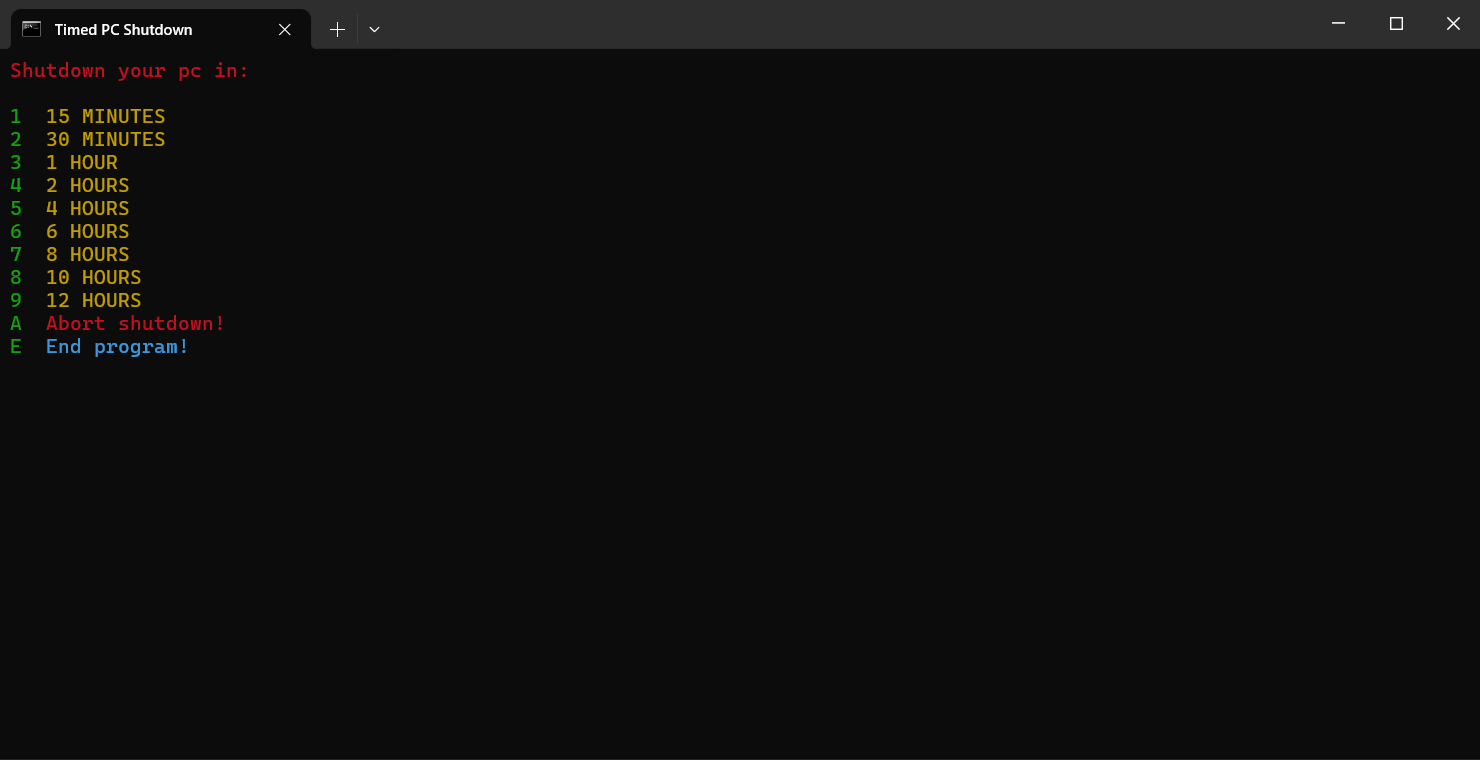 Timed PC Shutdown
Shutdown your pc in:
1 15 MINUTES
2 30 MINUTES
3 1 HOUR
4 2 HOURS
5 4 HOURS
6 6 HOURS
7 8 HOURS
8 10 HOURS
9 12 HOURS
A Abort shutdown!
E End program!